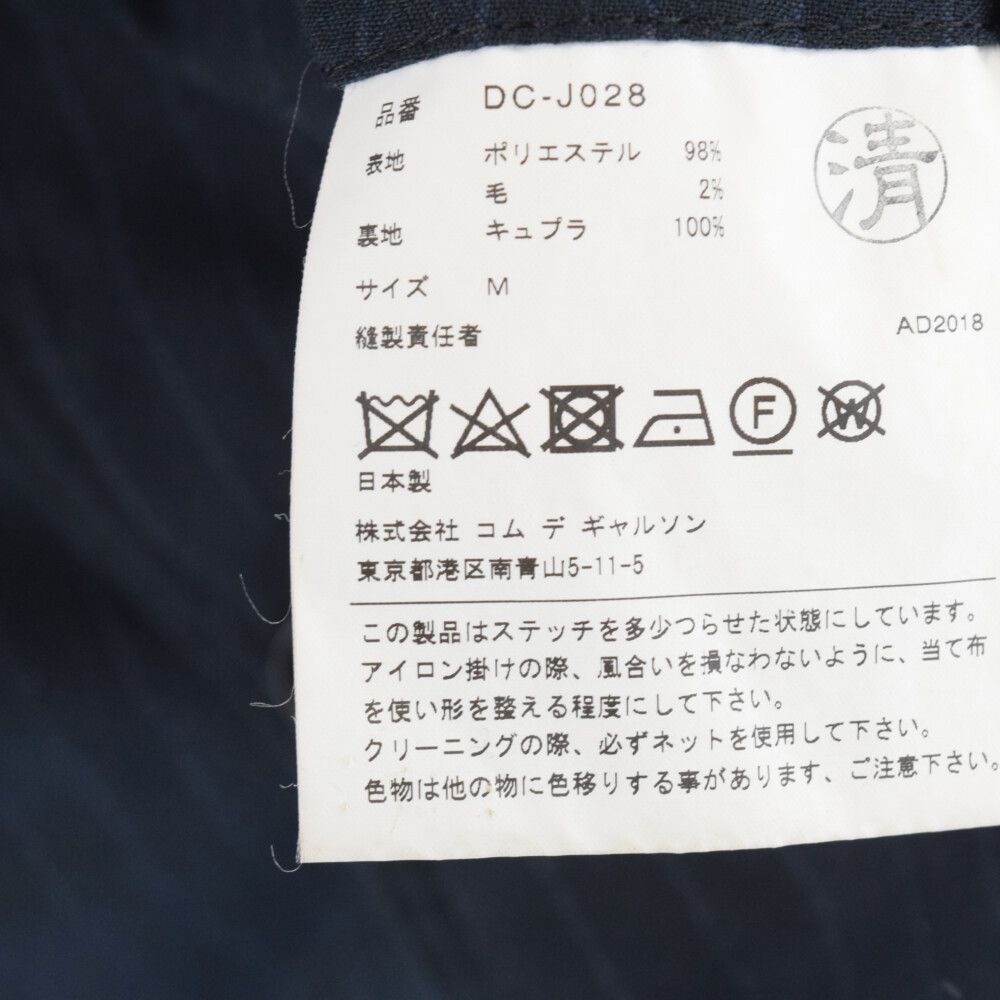 品番 DC-J028
表地 ポリエステル 98%
毛 2%
裏地 キュプラ 100%
清
サイズ M
縫製責任者
AD2018
F W
日本製
株式会社 コム デ ギャルソン
東京都港区南青山5-11-5
この製品はステッチを多少つらせた状態にしています。
アイロン掛けの際、風合いを損なわないように、当て布
を使い形を整える程度にして下さい。
クリーニングの際、必ずネットを使用して下さい。
色物は他の物に色移りする事があります、ご注意下さい。